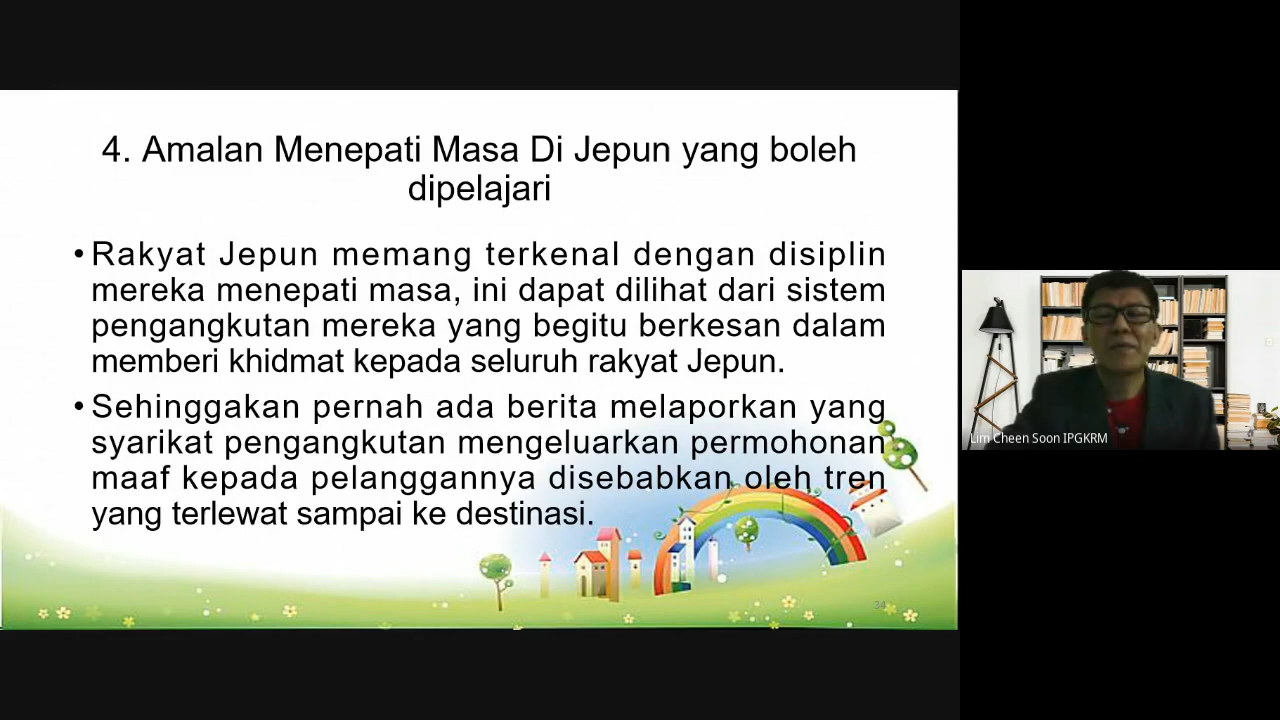 4. Amalan Menepati Masa Di Jepun yang boleh
dipelajari
• Rakyat Jepun memang terkenal dengan disiplin
mereka menepati masa, ini dapat dilihat dari sistem
pengangkutan mereka yang begitu berkesan dalam
memberi khidmat kepada seluruh rakyat Jepun.
• Sehinggakan pernah ada berita melaporkan yang
syarikat pengangkutan mengeluarkan permohonan
maaf kepada pelanggannya disebabkan oleh tren
yang terlewat sampai ke destinasi.
34
Lim Cheen Soon IPGKRM